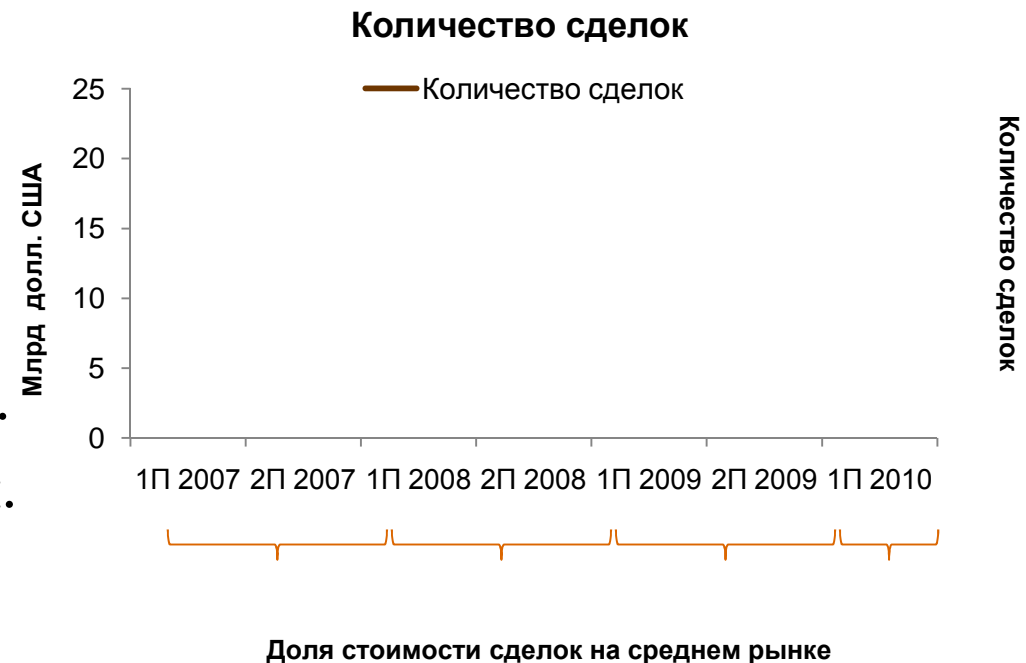 Количество сделок
Количество сделок
Млрд долл. США
25
20
15
10
5
0
Количество сделок
1П 2007 2П 2007 1П 2008 2П 2008 1П 2009 2П 2009 1П 2010
Доля стоимости сделок на среднем рынке